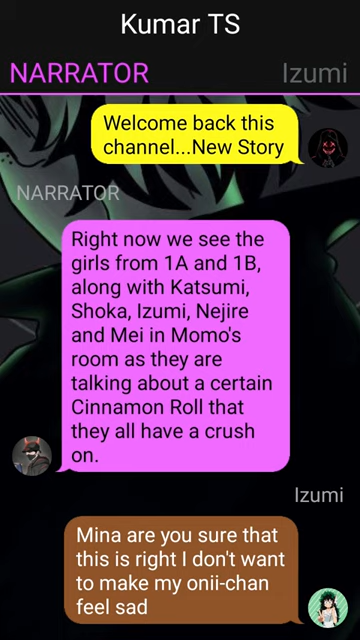 Kumar TS
NARRATOR Izumi
Welcome back this
channel...New Story
NARRATOR
Right now we see the
girls from 1A and 1B,
along with Katsumi,
Shoka, Izumi, Nejire
and Mei in Momo's
room as they are
talking about a certain
Cinnamon Roll that
they all have a crush
on.
Izumi
Mina are you sure that
this is right I don't want
to make my onii-chan
feel sad